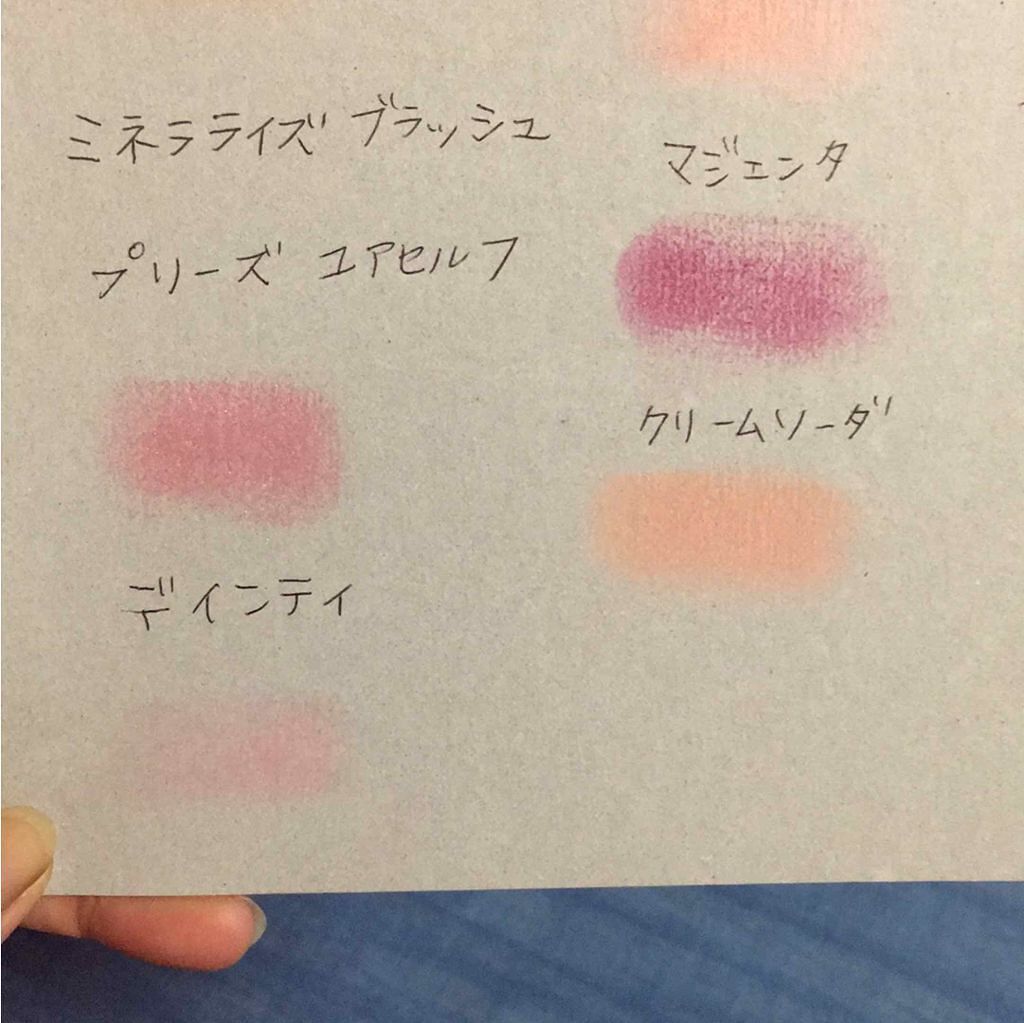 ミネラライズ ブラッシュ
プリーズ ユアセルフ
デインティ
マジェンタ
クリームソーダ